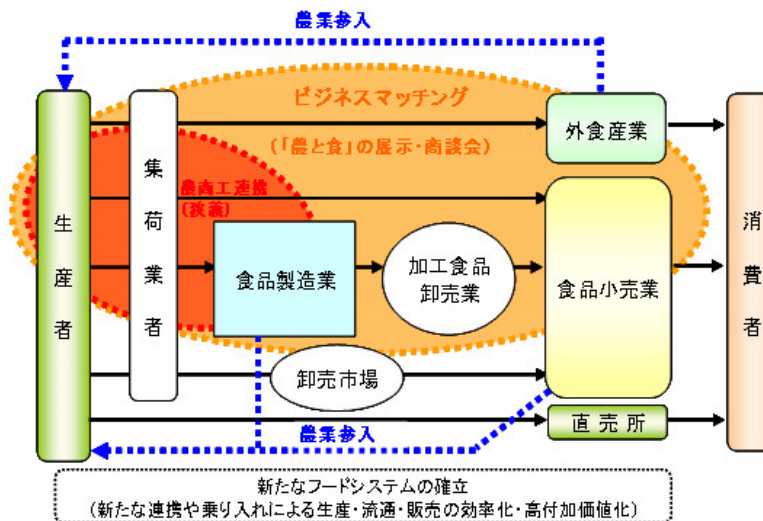 農業参入
ビジネスマッチング
(「農と食」の展示・商談会)
農商工連携
(狭義)
生産者
集荷業者
外食産業
食品製造業
加工食品
卸売業
食品小売業
消費者
卸売市場
直売所
農業参入
新たなフードシステムの確立
(新たな連携や乗り入れによる生産・流通・販売の効率化・高付加価値化)